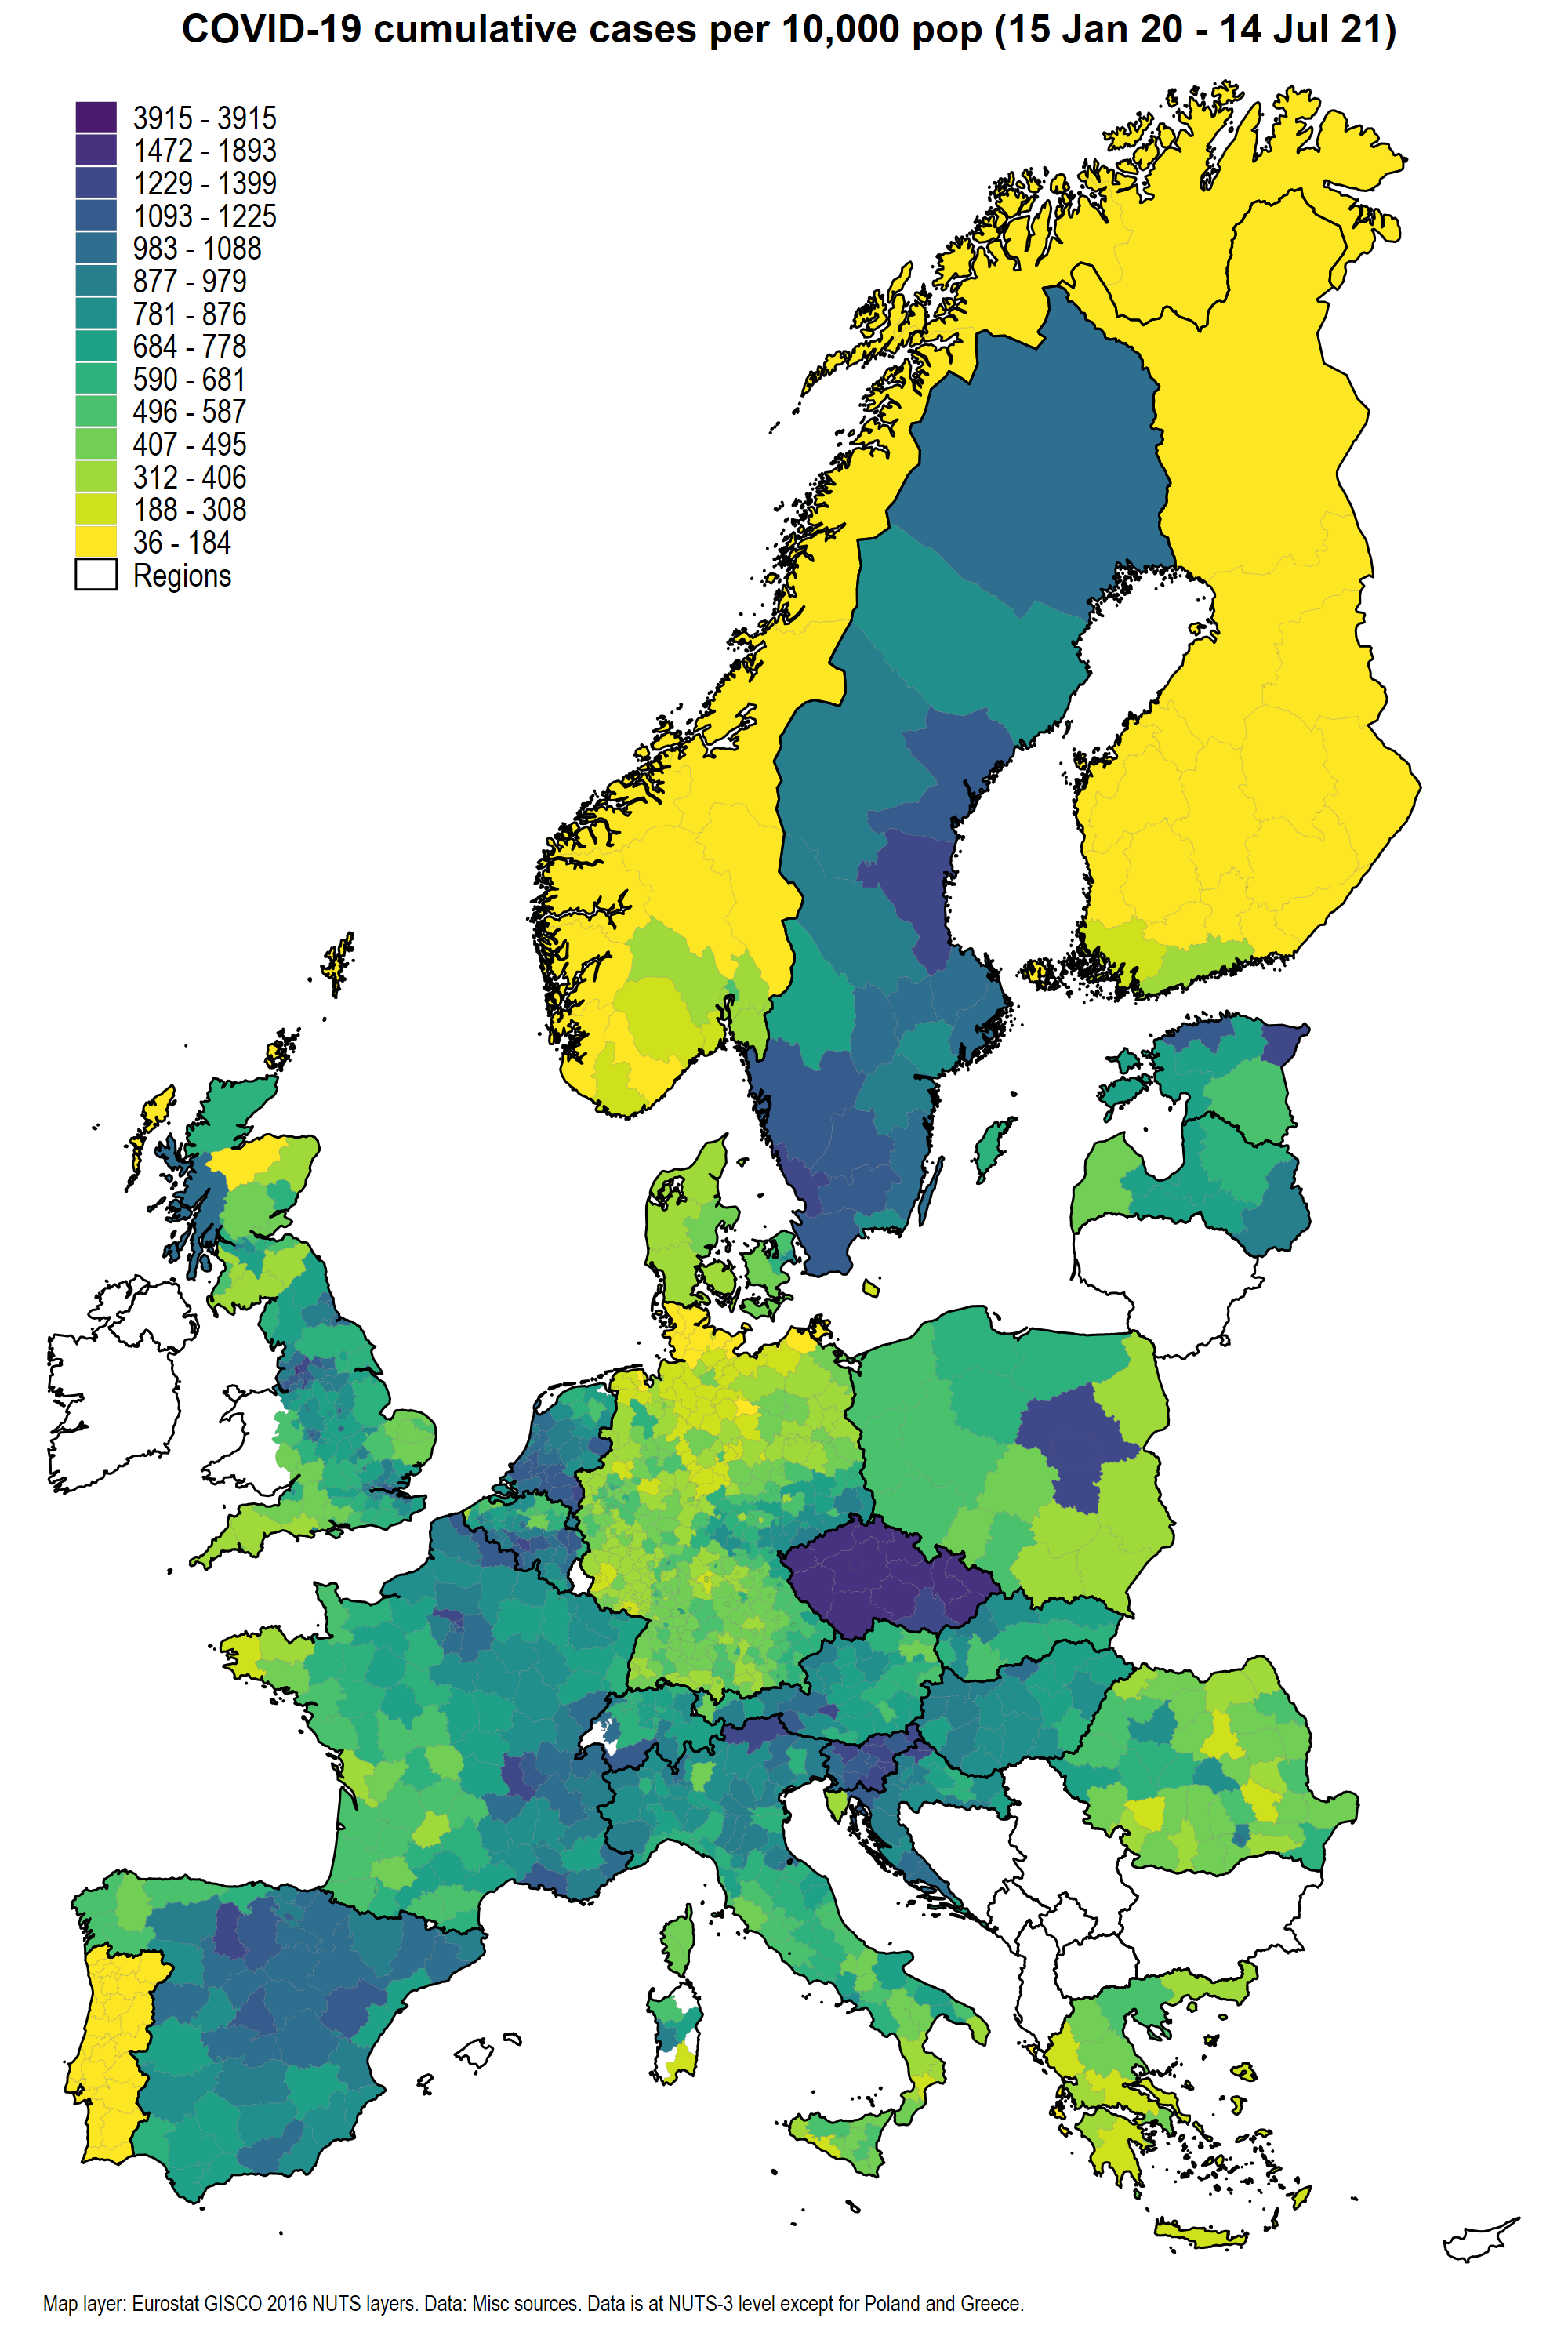 COVID-19 cumulative cases per 10,000 pop (15 Jan 20 - 14 Jul 21)
3915 - 3915
1472 - 1893
1229 - 1399
1093 - 1225
983 - 1088
877 - 979
781 - 876
684 - 778
590 - 681
496 - 587
407 - 495
312 - 406
188 - 308
36 - 184
Regions
Map layer: Eurostat GISCO 2016 NUTS layers. Data: Misc sources. Data is at NUTS-3 level except for Poland and Greece.